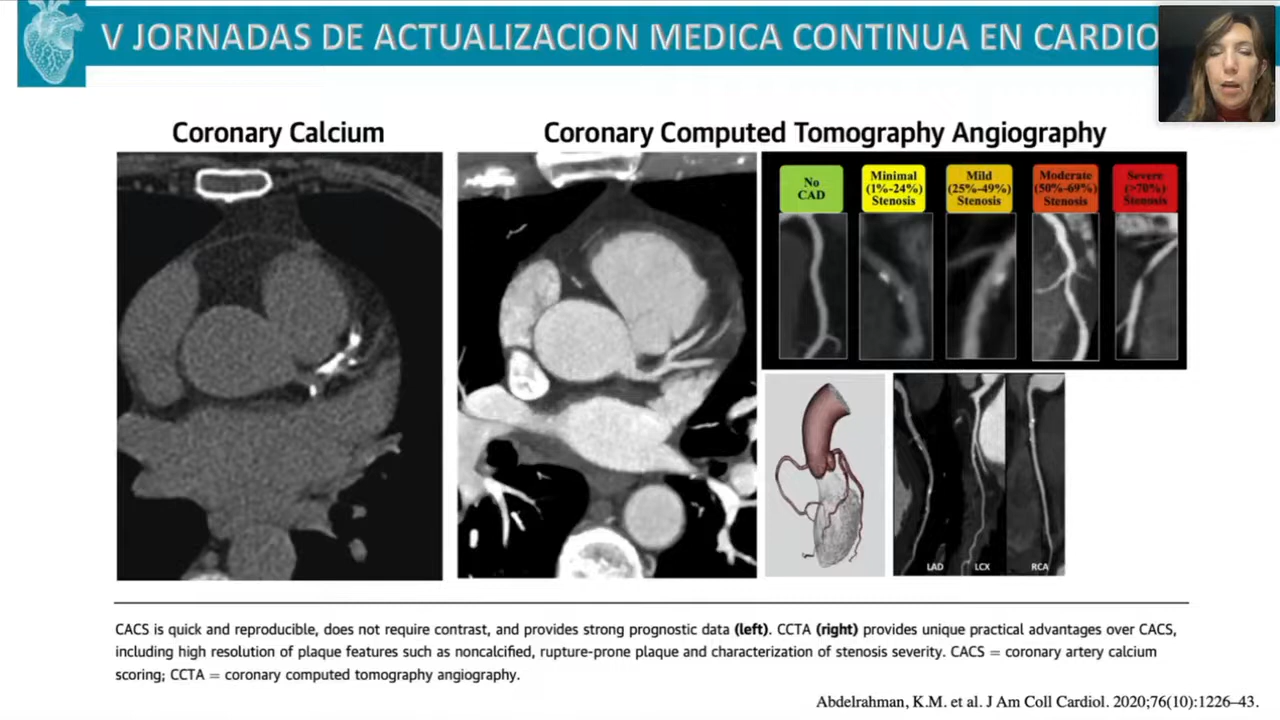 V JORNADAS DE ACTUALIZACION MEDICA CONTINUA EN CARDIO
Coronary Calcium
Coronary Computed Tomography Angiography
No
CAD
Minimal
(1%-24%)
Stenosis
Mild
(25%-49%)
Stenosis
Moderate
(50%-69%)
Stenosis
Severe
(>70%)
Stenosis
LAD
LCX
RCA
CACS is quick and reproducible, does not require contrast, and provides strong prognostic data (left). CCTA (right) provides unique practical advantages over CACS,
including high resolution of plaque features such as noncalcified, rupture-prone plaque and characterization of stenosis severity. CACS = coronary artery calcium
scoring; CCTA = coronary computed tomography angiography.
Abdelrahman, K.M. et al. J Am Coll Cardiol. 2020;76(10):1226–43.